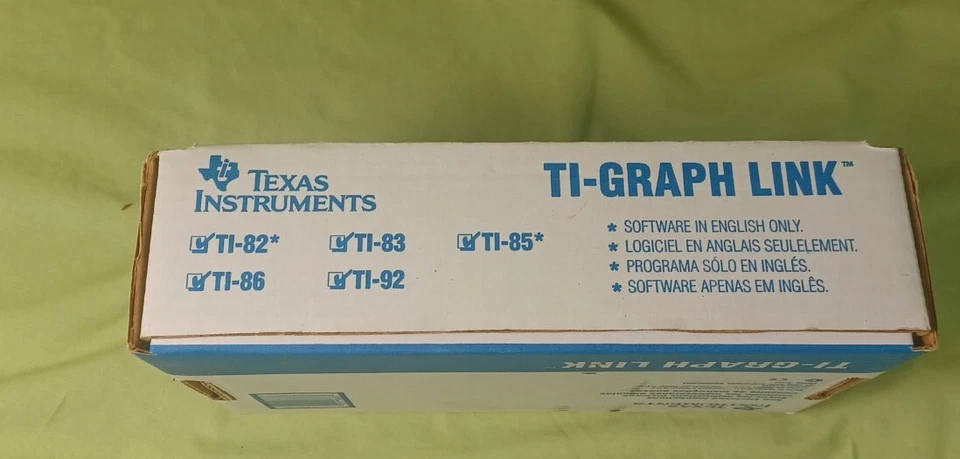 TEXAS
INSTRUMENTS
TI-GRAPH LINK™
TI-82*
TI-83
TI-85*
TI-86
TI-92
* SOFTWARE IN ENGLISH ONLY.
* LOGICIEL EN ANGLAIS SEULELEMENT.
* PROGRAMA SÓLO EN INGLÉS.
* SOFTWARE APENAS EM INGLÊS.
TI-GRAPH LINK™